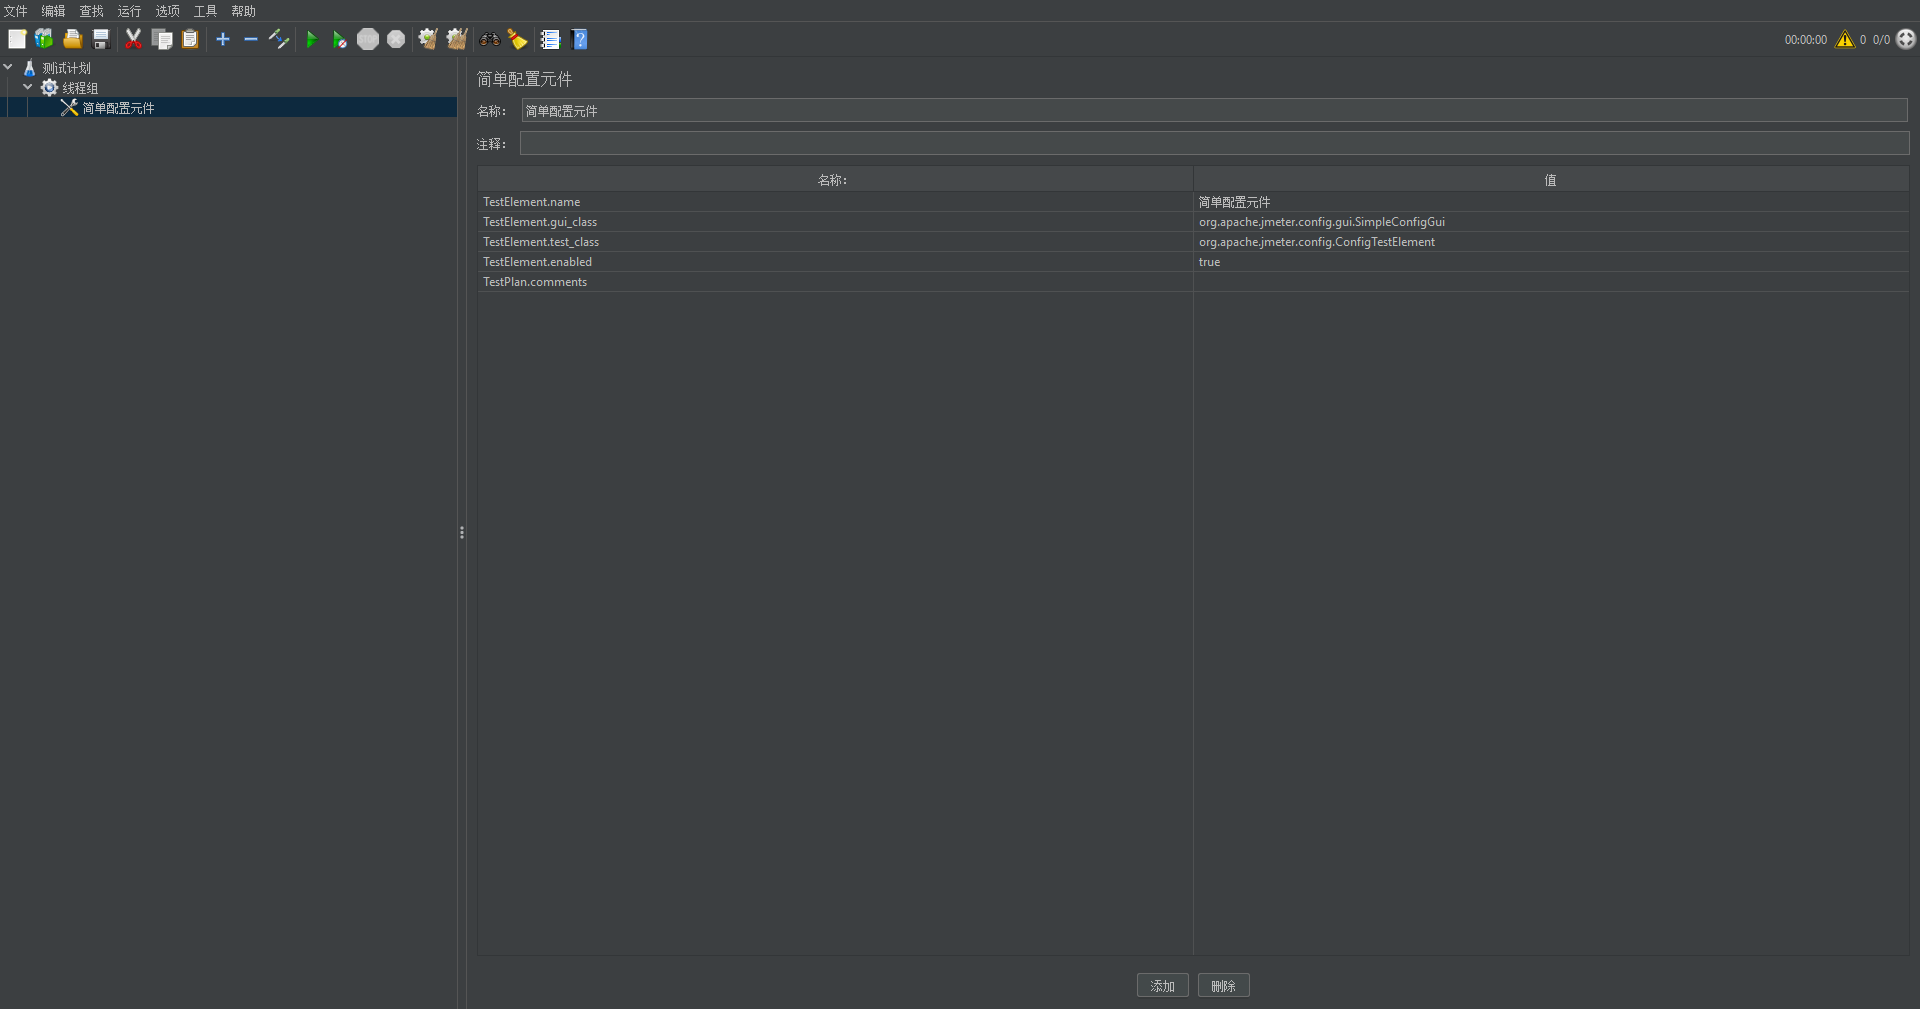 文件 编辑 查找 运行 选项 工具 帮助
00:00:00 0 0/0
测试计划
线程组
简单配置元件
简单配置元件
名称: 简单配置元件
注释:
名称: 值
TestElement.name 简单配置元件
TestElement.gui_class org.apache.jmeter.config.gui.SimpleConfigGui
TestElement.test_class org.apache.jmeter.config.ConfigTestElement
TestElement.enabled true
TestPlan.comments
添加 删除